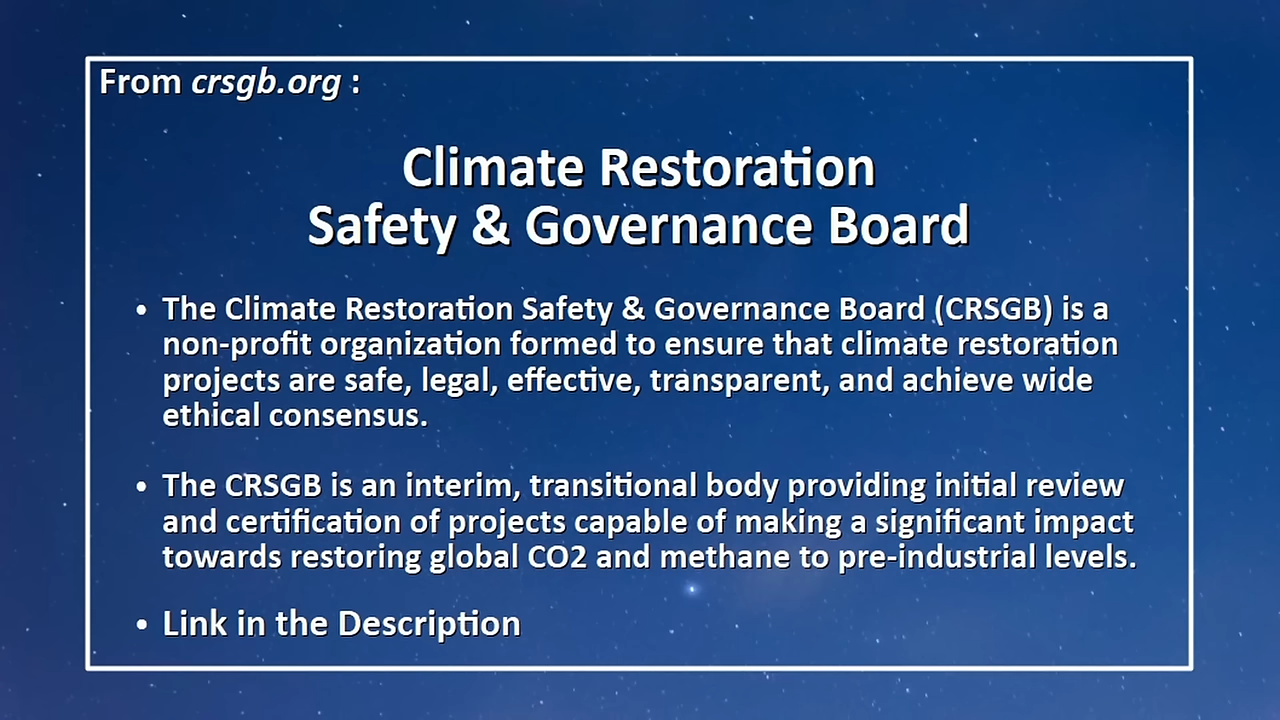 From crsgb.org :
Climate Restoration
Safety & Governance Board
• The Climate Restoration Safety & Governance Board (CRSGB) is a
non-profit organization formed to ensure that climate restoration
projects are safe, legal, effective, transparent, and achieve wide
ethical consensus.
• The CRSGB is an interim, transitional body providing initial review
and certification of projects capable of making a significant impact
towards restoring global CO2 and methane to pre-industrial levels.
• Link in the Description